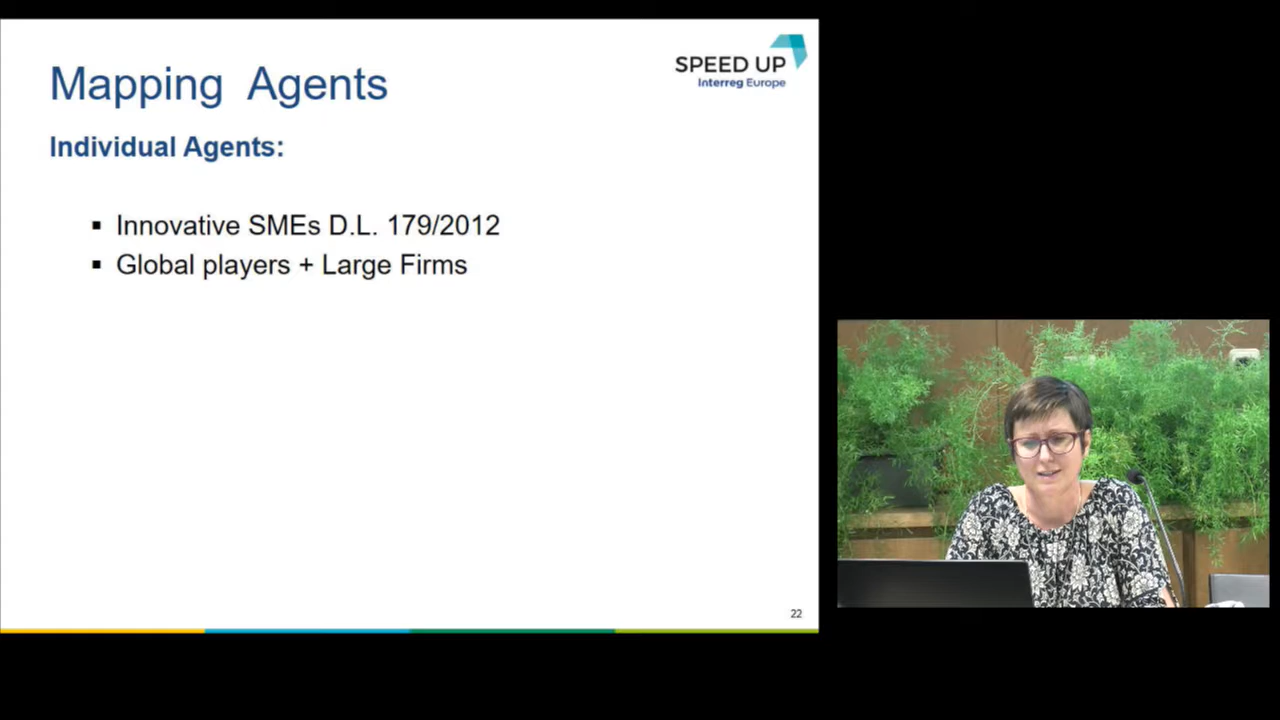 Mapping Agents
SPEED UP
Interreg Europe
Individual Agents:
▪ Innovative SMEs D.L. 179/2012
▪ Global players + Large Firms
22